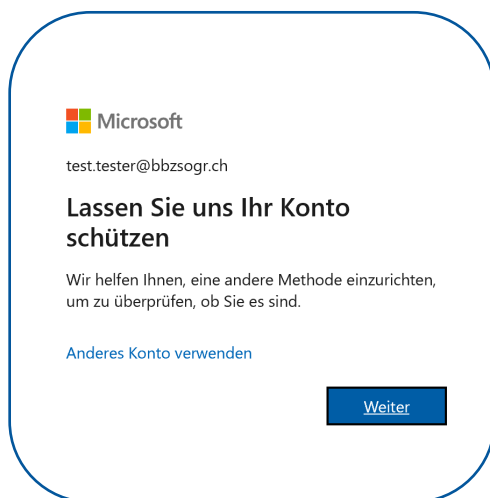 Microsoft
test.tester@bbzsogr.ch
Lassen Sie uns Ihr Konto
schützen
Wir helfen Ihnen, eine andere Methode einzurichten,
um zu überprüfen, ob Sie es sind.
Anderes Konto verwenden
Weiter